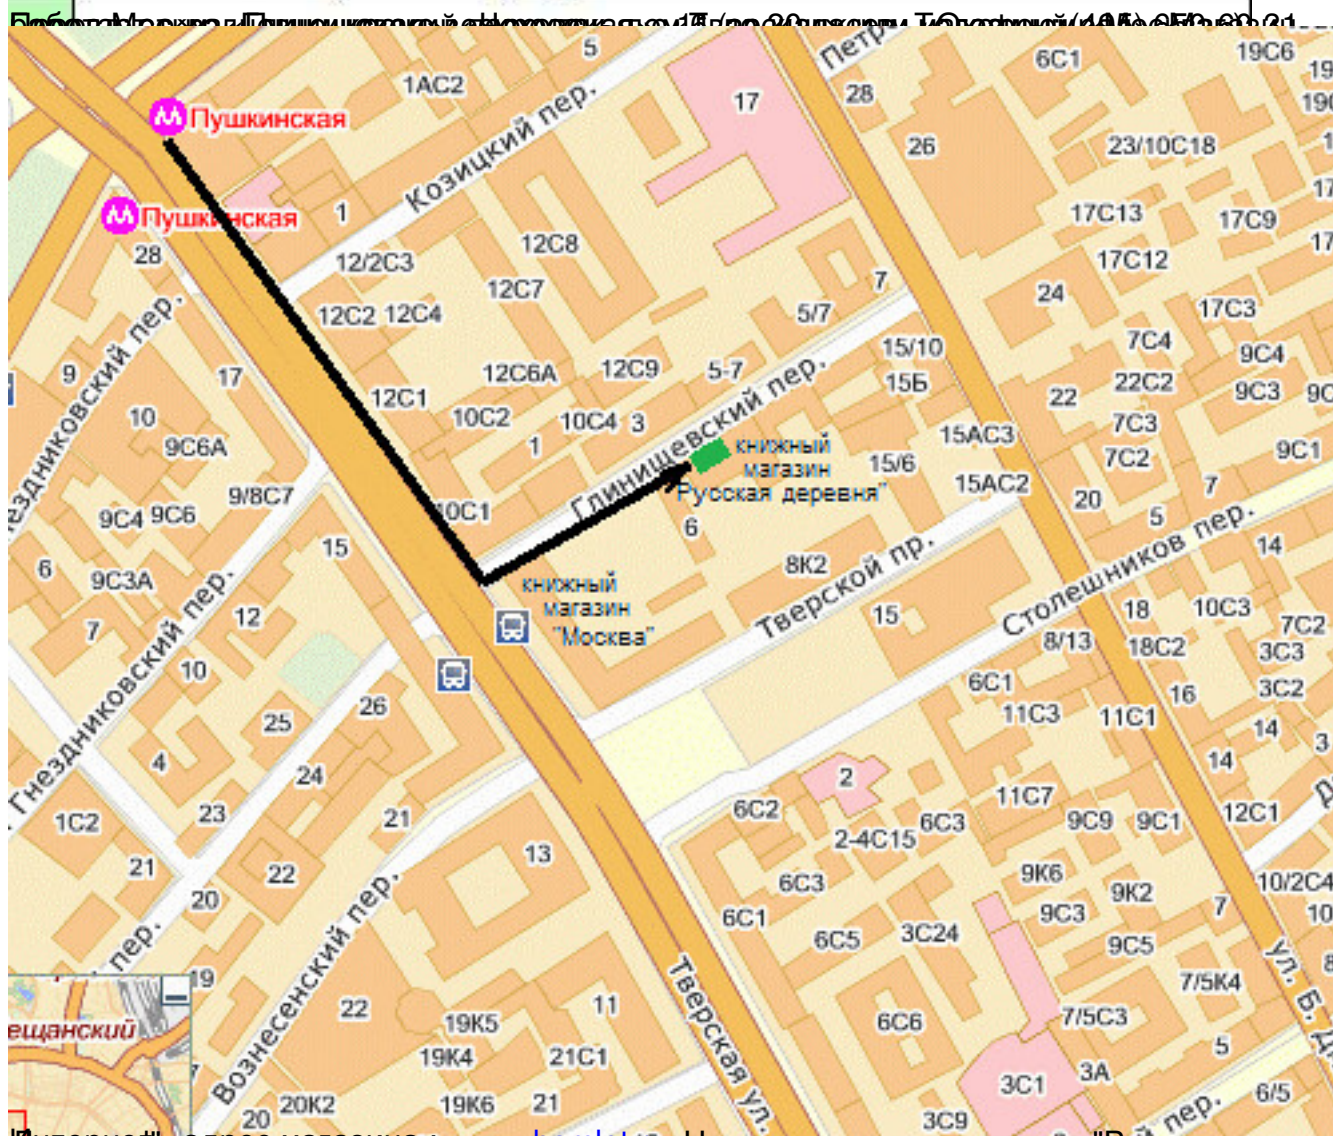 5
1АС2
17
Петро
28
6С1
19С6
Пушкинская
Козицкий пер.
26
23/10С18
Пушкинская
1
17С13
17С9
28
12/2С3
12С8
17С12
12С7
7
24
12С2 12С4
5/7
17С3
15/10
7С4
9
17
12С6А
12С9
5-7
15Б
22С2
9С4
12С1
22
9С3
10
10С2
10С4 3
7С3
9С6А
1
Глинищевский пер.
книжный
магазин
"Русская деревня"
15АС3
7С2
9С1
15/6
15АС2
9/8С7
20
7
9С4 9С6
10С1
6
5
Столешников пер.
15
8К2
Тверской пр.
14
6
9С3А
книжный
магазин
"Москва"
12
15
18
10С3
7
8/13
18С2
7С2
3С3
10
6С1
16
3С2
Гнездниковский пер.
26
11С3
11С1
25
14
14
3
4
24
2
6С2
11С7
1С2
23
21
6С3
9С9
9С1
12С1
2-4С15
13
21
22
6С3
9К6
9К2
10/2С4
20
6С1
9С3
7
10
6С5
3С24
9С5
пер.
Вознесенский пер.
Тверская ул.
ул. Б. Д
19
7/5К4
22
11
19К5
6С6
7/5С3
ещанский
19К4
21С1
5
3С1
3А
20К2
19К6
21
6/5
20
3С9
пер.